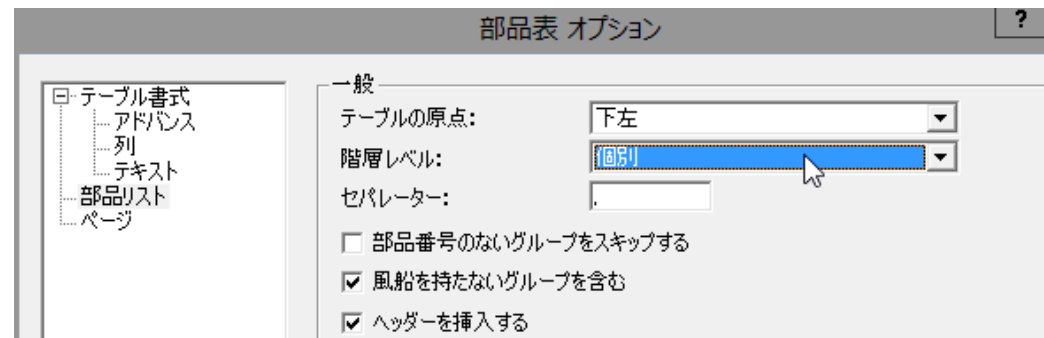 部品表 オプション
?
テーブル書式
アドバンス
列
テキスト
部品リスト
ページ
一般
テーブルの原点: 下左
階層レベル: 個別
セパレーター: .
部品番号のないグループをスキップする
風船を持たないグループを含む
ヘッダーを挿入する